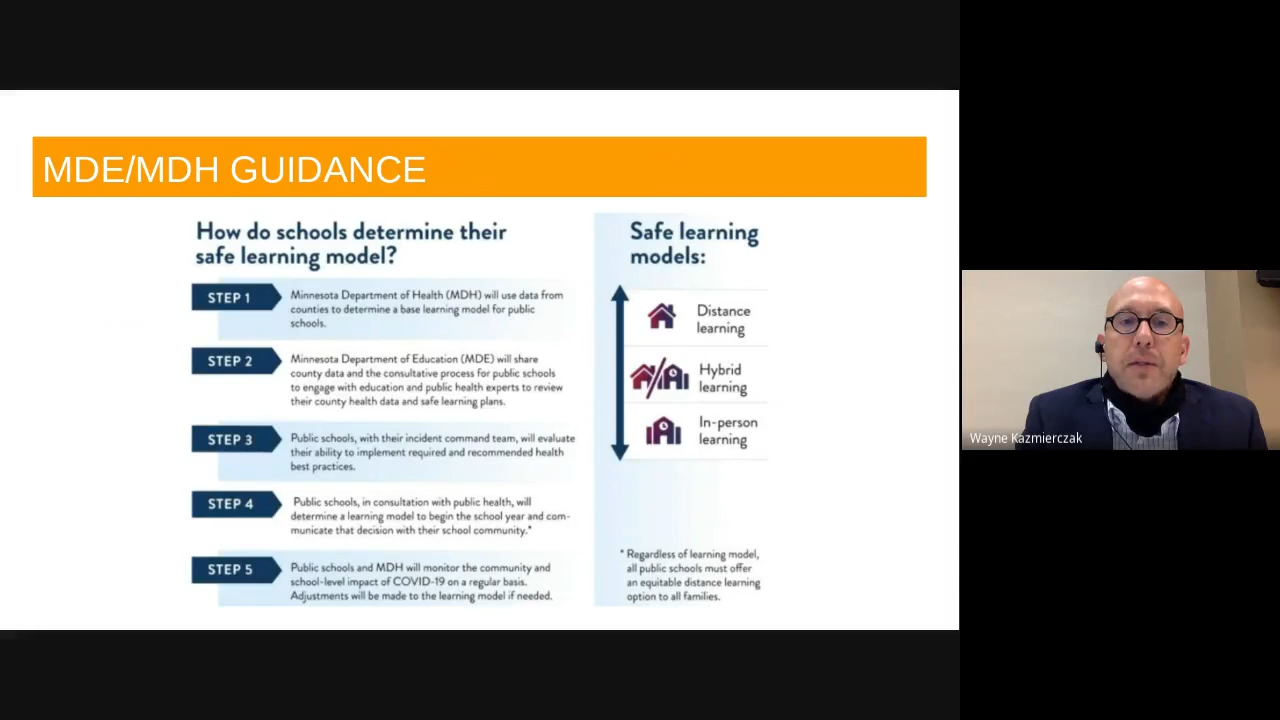 MDE/MDH GUIDANCE
How do schools determine their
safe learning model?
STEP 1
Minnesota Department of Health (MDH) will use data from
counties to determine a base learning model for public
schools.
STEP 2
Minnesota Department of Education (MDE) will share
county data and the consultative process for public schools
to engage with education and public health experts to review
their county health data and safe learning plans.
STEP 3
Public schools, with their incident command team, will evaluate
their ability to implement required and recommended health
best practices.
STEP 4
Public schools, in consultation with public health, will
determine a learning model to begin the school year and com-
municate that decision with their school community.*
STEP 5
Public schools and MDH will monitor the community and
school-level impact of COVID-19 on a regular basis.
Adjustments will be made to the learning model if needed.
Safe learning
models:
Distance
learning
Hybrid
learning
In-person
learning
* Regardless of learning model,
all public schools must offer
an equitable distance learning
option to all families.
Wayne Kazmierczak